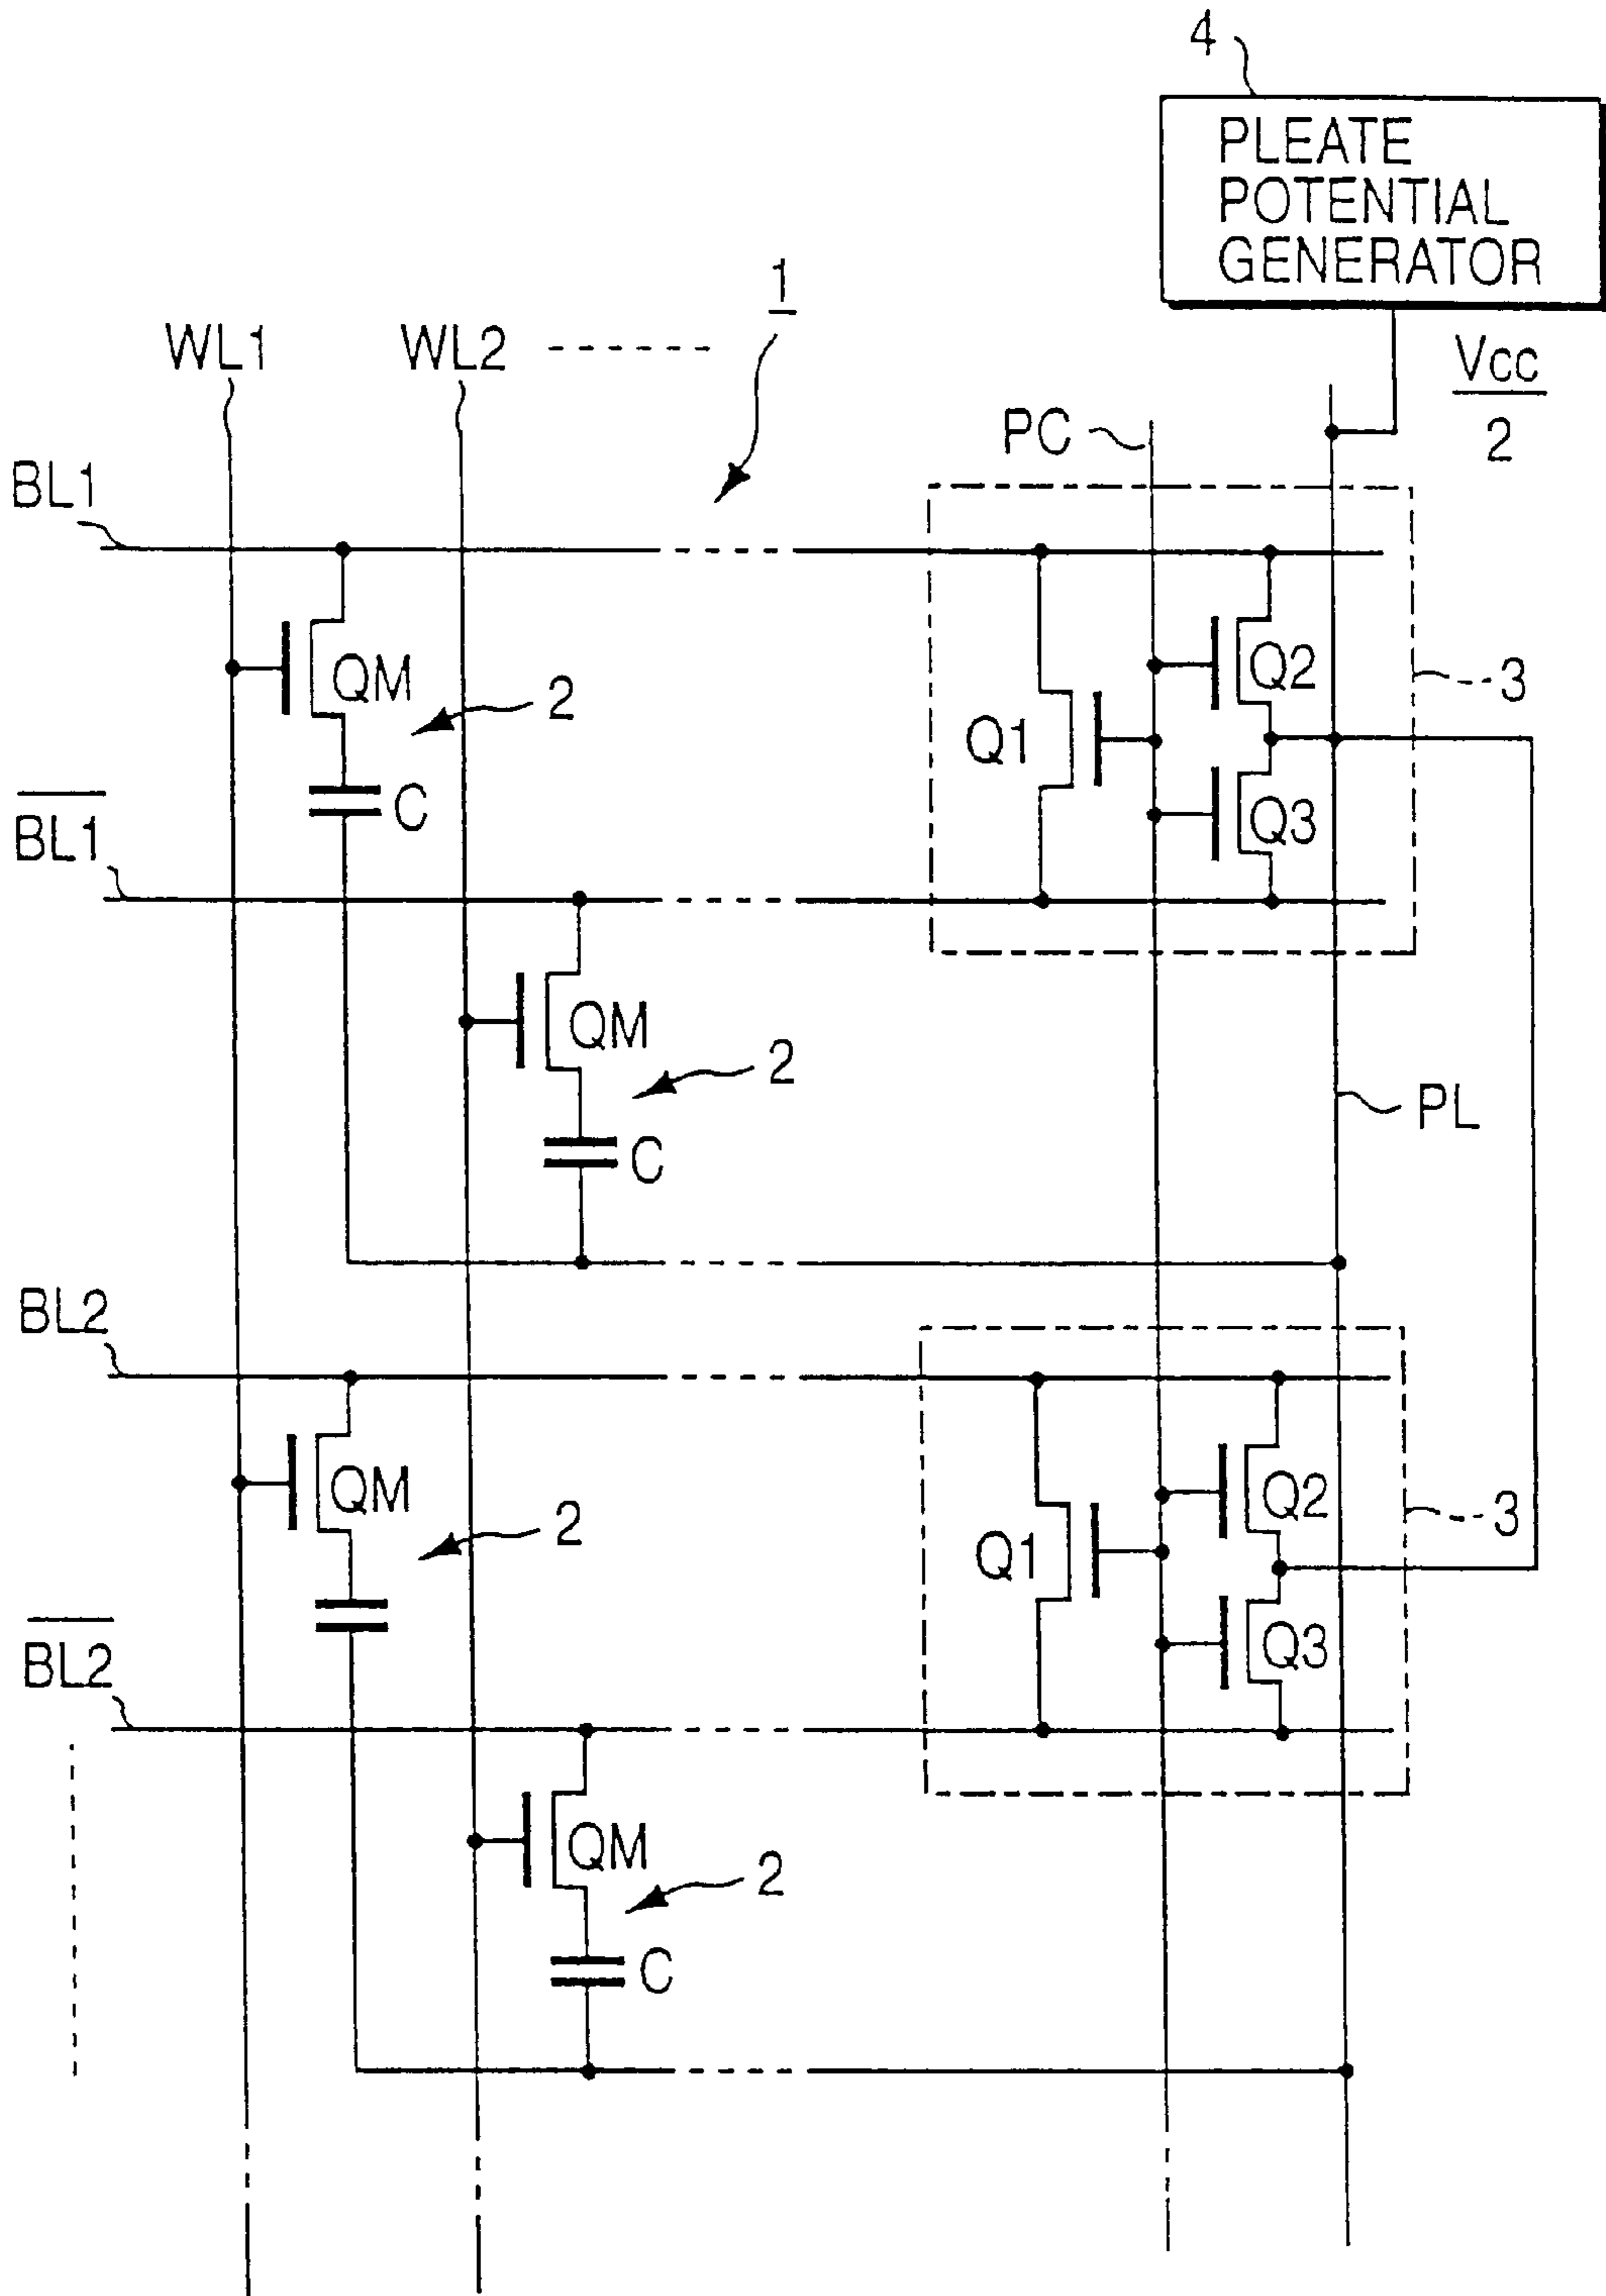 4
PLEATE
POTENTIAL
GENERATOR
1
WL1 WL2
Vcc
2
PC
BL1
QM
2
Q1
Q2
3
C
Q3
BL1
QM
2
PL
C
BL2
QM
2
Q1
Q2
3
Q3
BL2
QM
2
C